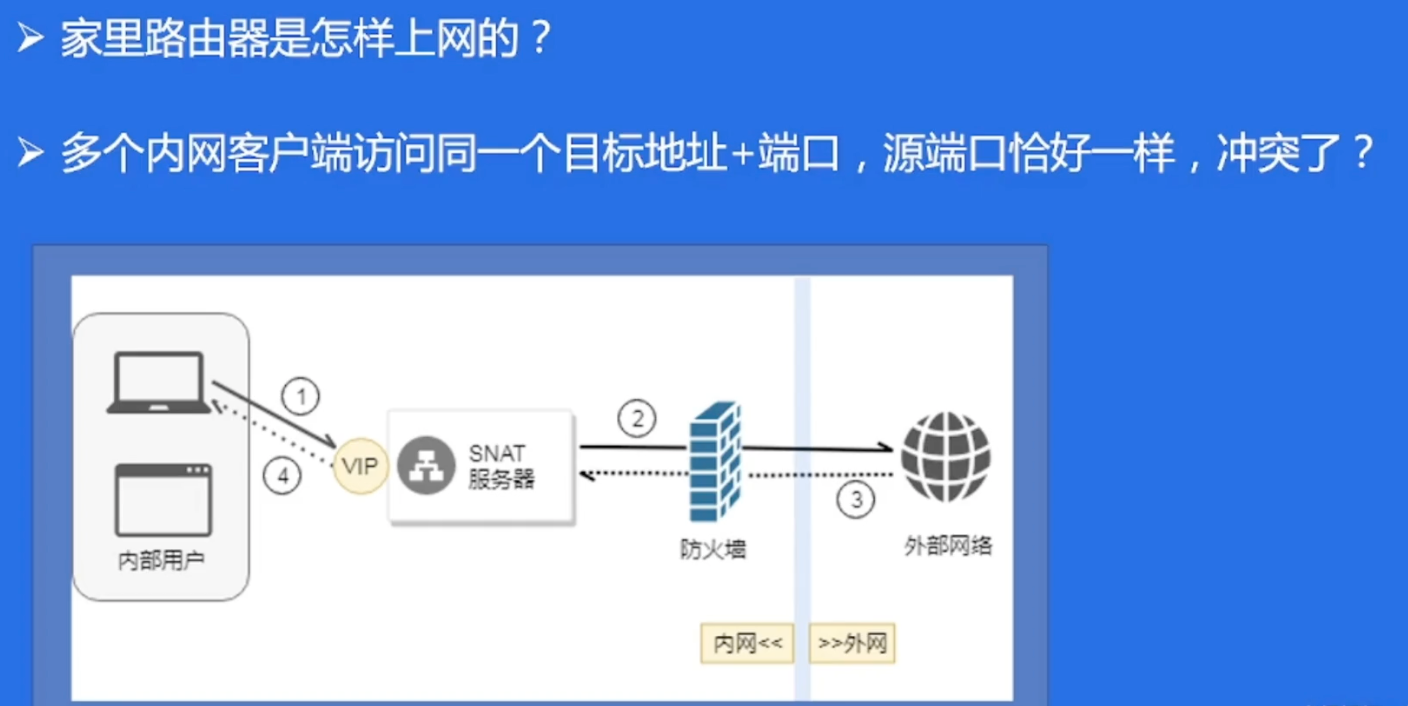 ➢ 家里路由器是怎样上网的？
➢ 多个内网客户端访问同一个目标地址+端口，源端口恰好一样，冲突了？
①
②
VIP
SNAT
服务器
④
③
内部用户
防火墙
外部网络
内网<<
>>外网